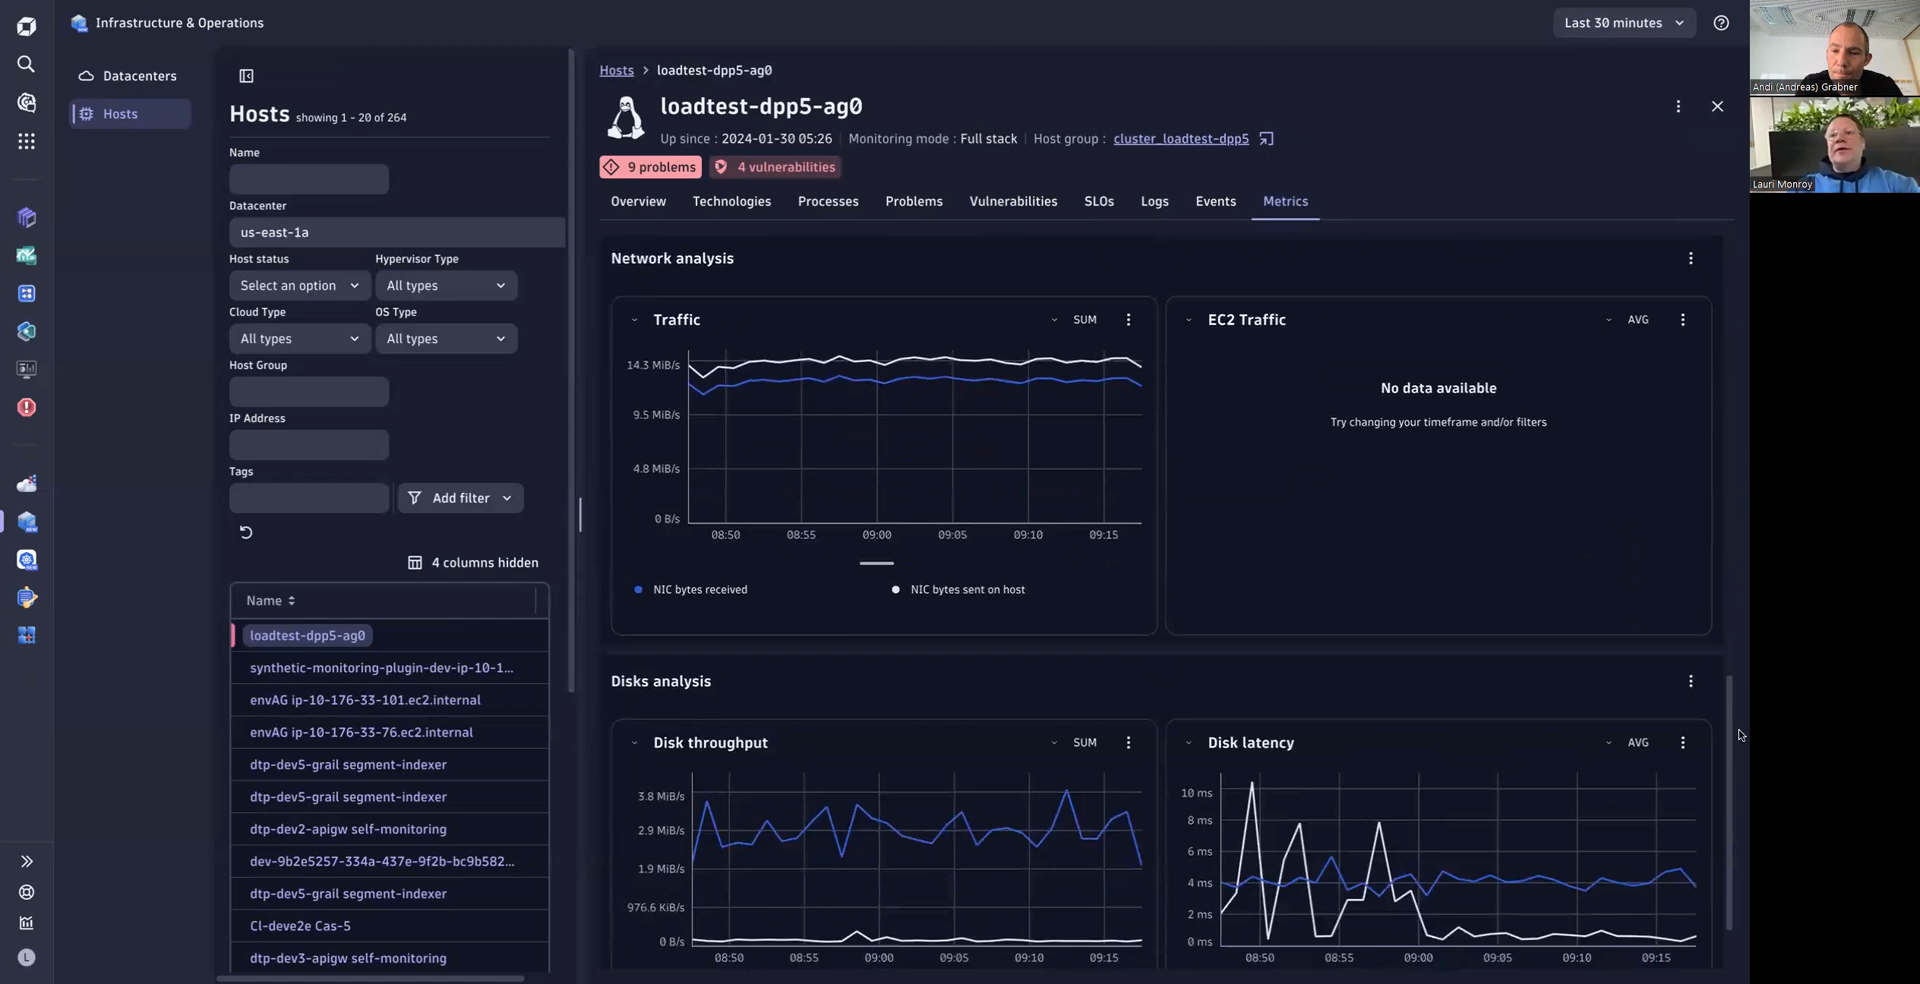 Infrastructure & Operations
Last 30 minutes
Datacenters
Hosts
Hosts showing 1 - 20 of 264
Name
Datacenter
us-east-1a
Host status
Hypervisor Type
Select an option
All types
Cloud Type
OS Type
All types
All types
Host Group
IP Address
Tags
Add filter
4 columns hidden
Name
loadtest-dpp5-ag0
synthetic-monitoring-plugin-dev-ip-10-1...
envAG ip-10-176-33-101.ec2.internal
envAG ip-10-176-33-76.ec2.internal
dtp-dev5-grail segment-indexer
dtp-dev5-grail segment-indexer
dtp-dev2-apigw self-monitoring
dev-9b2e5257-334a-437e-9f2b-bc9b582...
dtp-dev5-grail segment-indexer
Cl-deve2e Cas-5
dtp-dev3-apigw self-monitoring
NEW
NEW
L
Hosts > loadtest-dpp5-ag0
loadtest-dpp5-ag0
Up since : 2024-01-30 05:26 | Monitoring mode : Full stack | Host group : cluster_loadtest-dpp5
9 problems
4 vulnerabilities
Overview Technologies Processes Problems Vulnerabilities SLOs Logs Events Metrics
Network analysis
Traffic
SUM
14.3 MiB/s
9.5 MiB/s
4.8 MiB/s
0 B/s
08:50 08:55 09:00 09:05 09:10 09:15
NIC bytes received
NIC bytes sent on host
EC2 Traffic
AVG
No data available
Try changing your timeframe and/or filters
Disks analysis
Disk throughput
SUM
3.8 MiB/s
2.9 MiB/s
1.9 MiB/s
976.6 KiB/s
0 B/s
08:50 08:55 09:00 09:05 09:10 09:15
Disk latency
AVG
10 ms
8 ms
6 ms
4 ms
2 ms
0 ms
08:50 08:55 09:00 09:05 09:10 09:15
Andi (Andreas) Grabner
Lauri Monroy